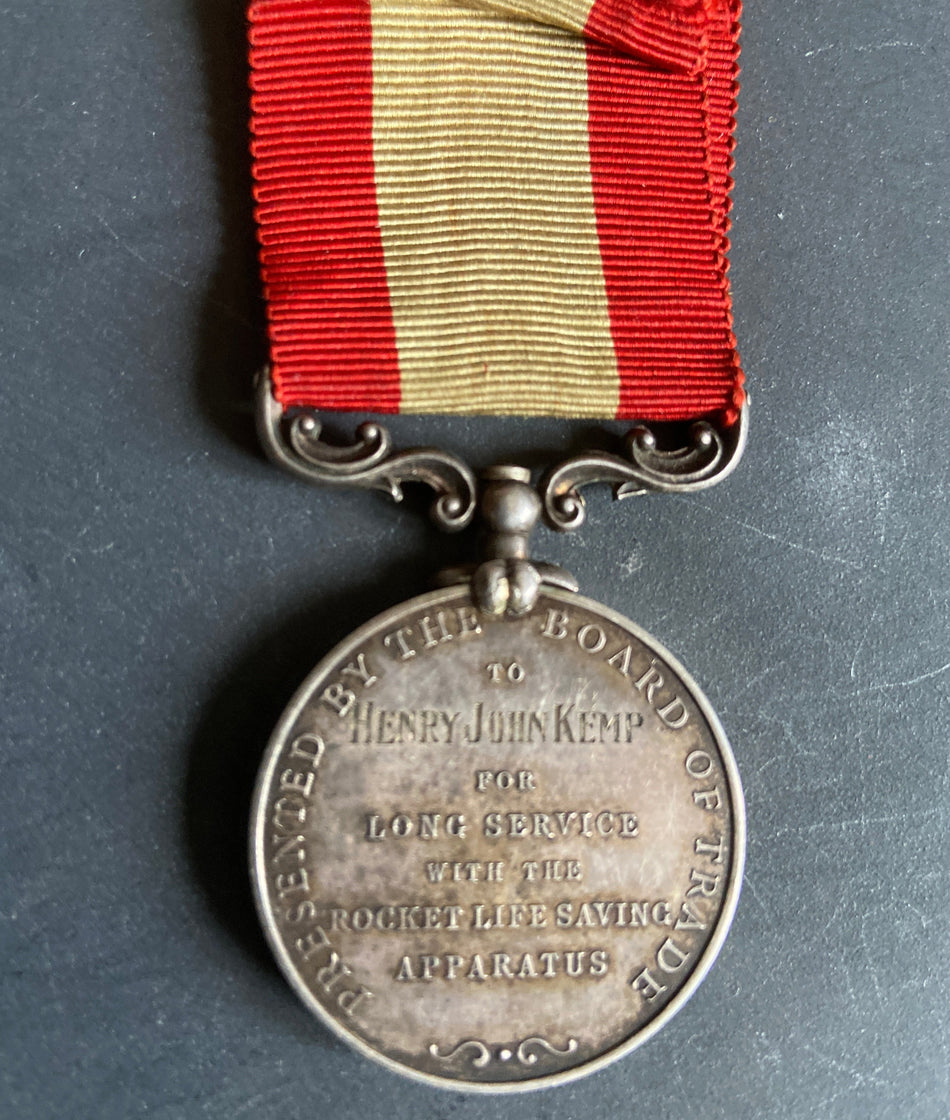 PRESENTED BY THE BOARD OF TRADE
TO
HENRY JOHN KEMP
FOR
LONG SERVICE
WITH THE
ROCKET LIFE SAVING
APPARATUS